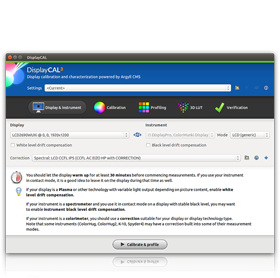 DisplayCAL
DisplayCAL³
Display calibration and characterization powered by Argyll CMS
Settings <Current>
Display & instrument Calibration Profiling 3D LUT Verification
Display Instrument
LCD2690WUXi @ 0, 0, 1920x1200 Mode LCD (generic)
White level drift compensation Black level drift compensation
Correction Spectral: LCD CCFL IPS (CCFL AC EIZO HP with CORRECTION)
You should let the display warm up for at least 30 minutes before commencing measurements. If you use your instrument
in contact mode, it is a good idea to leave it on the display during that time as well.
If your display is a Plasma or other technology with variable light output depending on picture content, enable white
level drift compensation.
If your instrument is a spectrometer and you use it in contact mode on a display with stable black level, you may want
to enable instrument black level drift compensation.
If your instrument is a colorimeter, you should use a correction suitable for your display or display technology type.
Note that some instruments (ColorHug, ColorHug2, K-10, Spyder4) may have a correction built into some of their
measurement modes.
Calibrate & profile